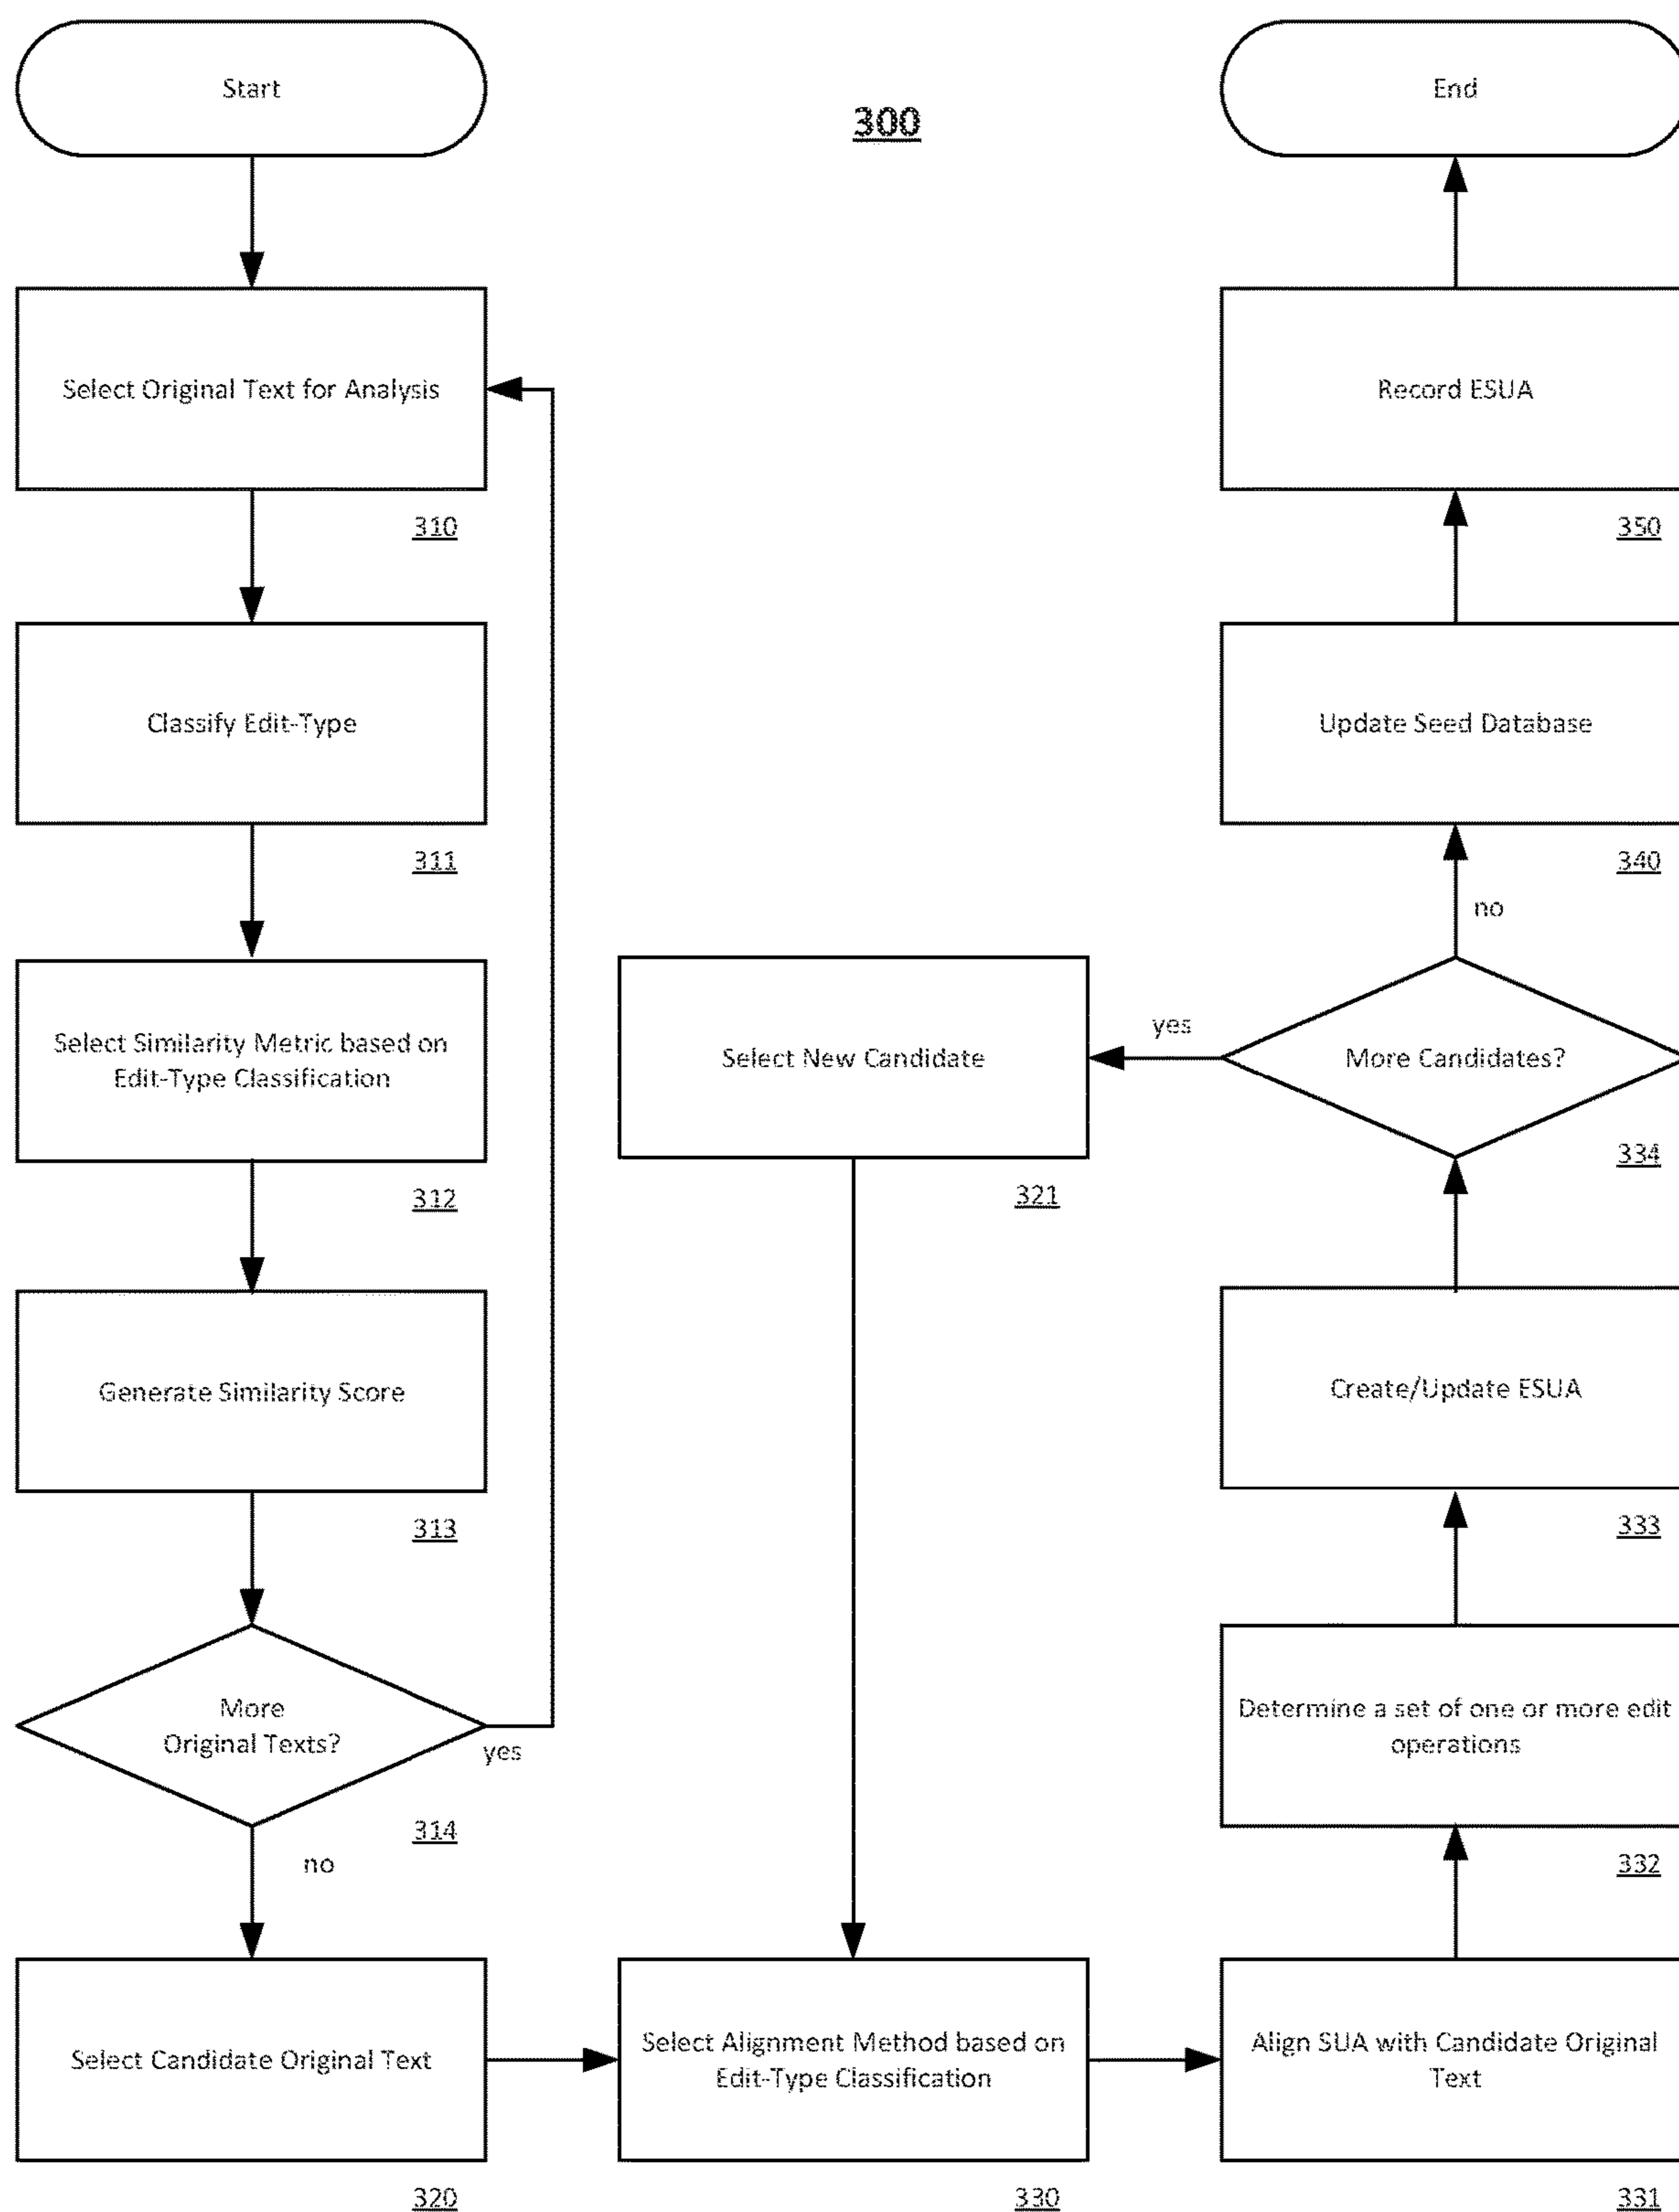 Start
300
End
Select Original Text for Analysis
310
Classify Edit-Type
311
Select Similarity Metric based on
Edit-Type Classification
312
Generate Similarity Score
313
More
Original Texts?
yes
314
no
Select Candidate Original Text
320
Select New Candidate
321
Select Alignment Method based on
Edit-Type Classification
330
Align SUA with Candidate Original
Text
331
Determine a set of one or more edit
operations
332
Create/Update ESUA
333
More Candidates?
yes
334
no
Update Seed Database
340
Record ESUA
350